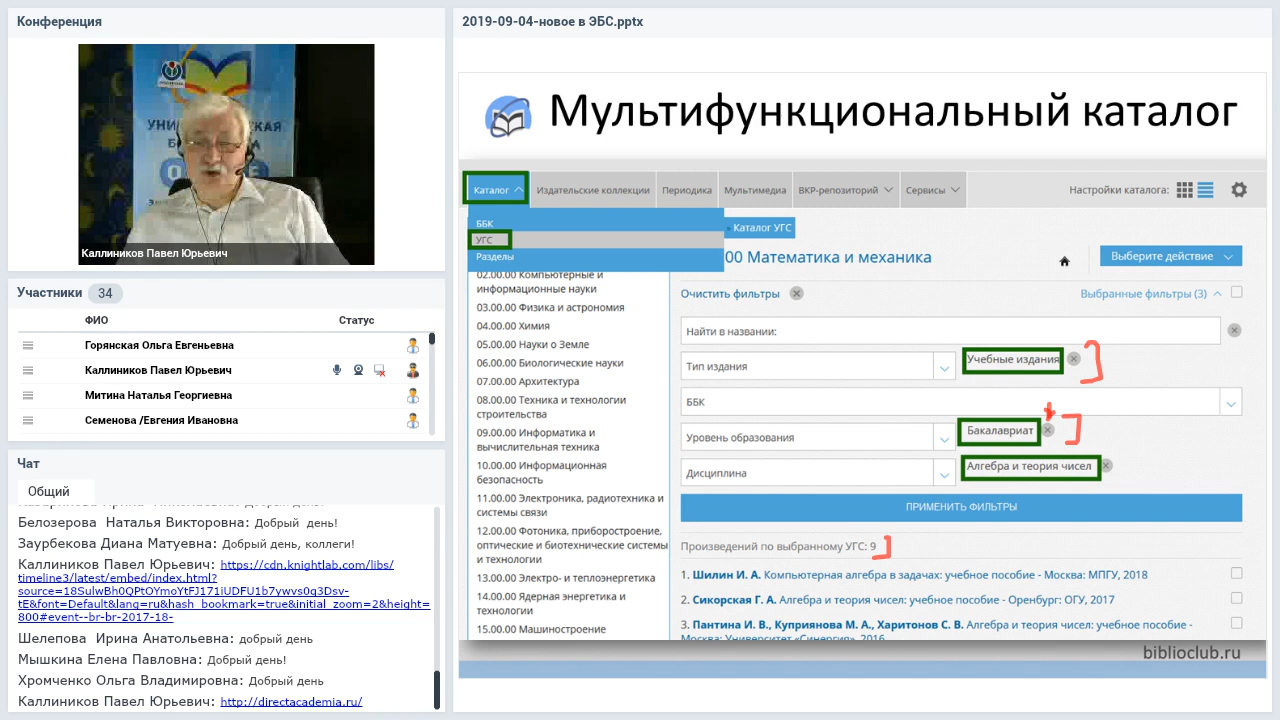 Конференция
Каллиников Павел Юрьевич
Участники 34
ФИО Статус
Горянская Ольга Евгеньевна
Каллиников Павел Юрьевич
Митина Наталья Георгиевна
Семенова /Евгения Ивановна
Чат
Общий
Белозерова Наталья Викторовна: Добрый день!
Заурбекова Диана Матуевна: Добрый день, коллеги!
Каллиников Павел Юрьевич: https://cdn.knightlab.com/libs/
timeline3/latest/embed/index.html?
source=18SulwBh0QPtOYmoYtFJ171iUDFU1b7ywvs0q3Dsv-
tE&font=Default&lang=ru&hash_bookmark=true&initial_zoom=2&height=
800#event--br-br-2017-18-
Шелепова Ирина Анатольевна: добрый день
Мышкина Елена Павловна: Добрый день!
Хромченко Ольга Владимировна: Добрый день
Каллиников Павел Юрьевич: http://directacademia.ru/
2019-09-04-новое в ЭБС.pptx
Мультифункциональный каталог
Каталог Издательские коллекции Периодика Мультимедиа ВКР-репозиторий Сервисы Настройки каталога:
ББК
УГС
Разделы
Каталог УГС
00 Математика и механика
Выберите действие
02.00.00 Компьютерные и
информационные науки
03.00.00 Физика и астрономия
04.00.00 Химия
05.00.00 Науки о Земле
06.00.00 Биологические науки
07.00.00 Архитектура
08.00.00 Техника и технологии
строительства
09.00.00 Информатика и
вычислительная техника
10.00.00 Информационная
безопасность
11.00.00 Электроника, радиотехника и
системы связи
12.00.00 Фотоника, приборостроение,
оптические и биотехнические системы
и технологии
13.00.00 Электро- и теплоэнергетика
14.00.00 Ядерная энергетика и
технологии
15.00.00 Машиностроение
Очистить фильтры Выбранные фильтры (3)
Найти в названии:
Тип издания Учебные издания
ББК
Уровень образования Бакалавриат
Дисциплина Алгебра и теория чисел
ПРИМЕНИТЬ ФИЛЬТРЫ
Произведений по выбранному УГС: 9
1. Шилин И. А. Компьютерная алгебра в задачах: учебное пособие - Москва: МПГУ, 2018
2. Сикорская Г. А. Алгебра и теория чисел: учебное пособие - Оренбург: ОГУ, 2017
3. Пантина И. В., Куприянова М. А., Харитонов С. В. Алгебра и теория чисел: учебное пособие -
Москва: Университет «Синергия», 2016
biblioclub.ru